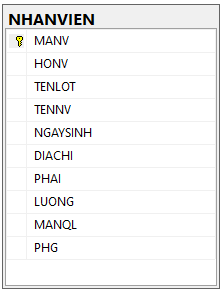 NHANVIEN
MANV
HONV
TENLOT
TENNV
NGAYSINH
DIACHI
PHAI
LUONG
MANQL
PHG